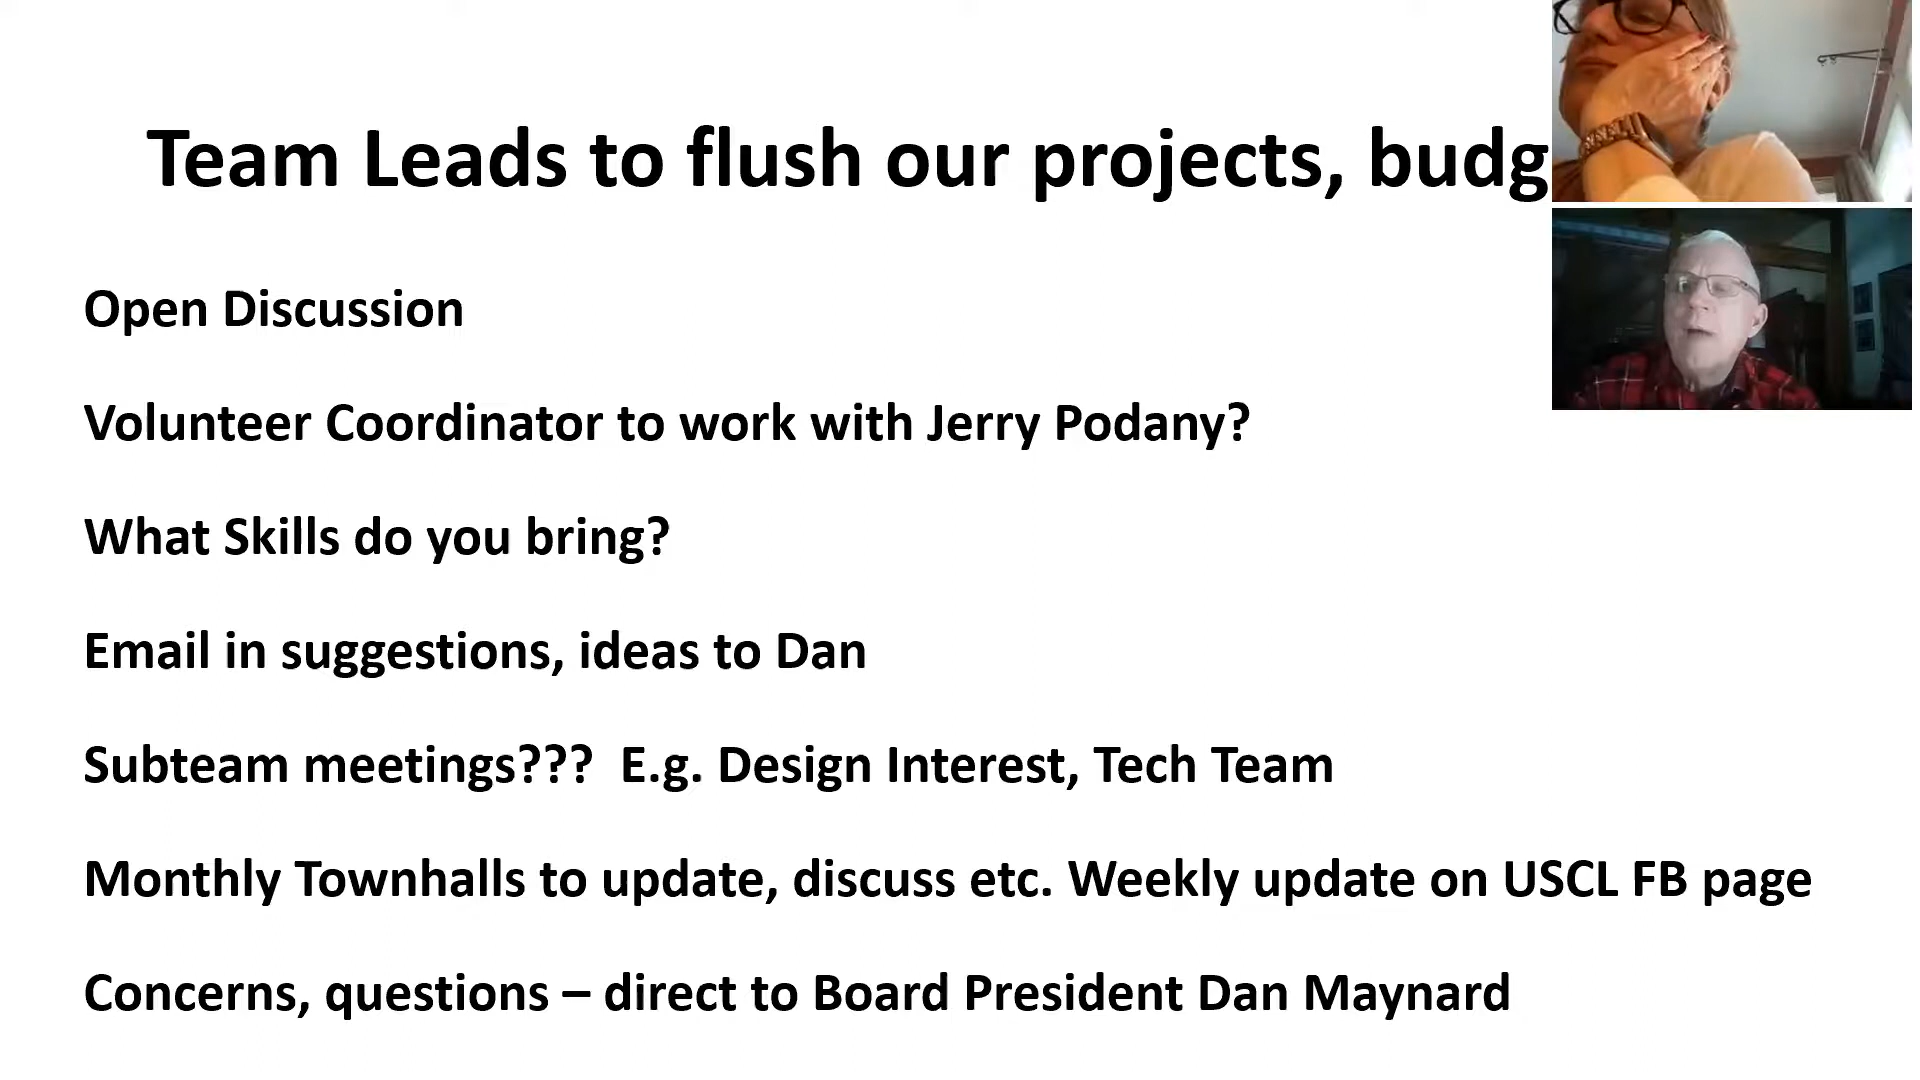 Team Leads to flush our projects, budg
Open Discussion
Volunteer Coordinator to work with Jerry Podany?
What Skills do you bring?
Email in suggestions, ideas to Dan
Subteam meetings???  E.g. Design Interest, Tech Team
Monthly Townhalls to update, discuss etc. Weekly update on USCL FB page
Concerns, questions – direct to Board President Dan Maynard